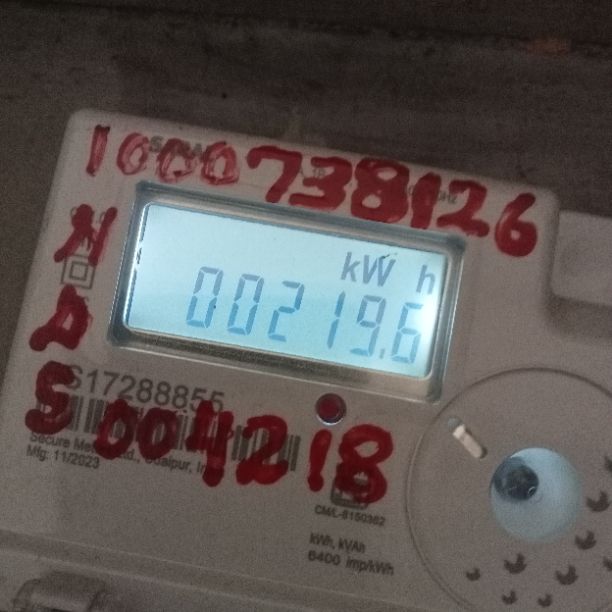 1000738126
kW h
00219.6
N
D
S
S17288855
004218
Secure Meters Ltd., Udaipur, In
Mfg: 11/2023
CM/L-8150362
kWh, kVAh
6400 imp/kWh